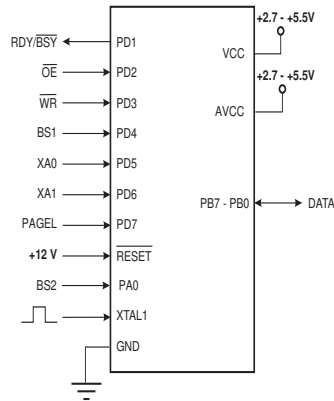 +2.7 - +5.5V
RDY/BSY PD1
VCC
OE PD2
+2.7 - +5.5V
WR PD3
AVCC
BS1 PD4
XA0 PD5
XA1 PD6
PB7 - PB0 DATA
PAGEL PD7
+12 V RESET
BS2 PA0
XTAL1
GND